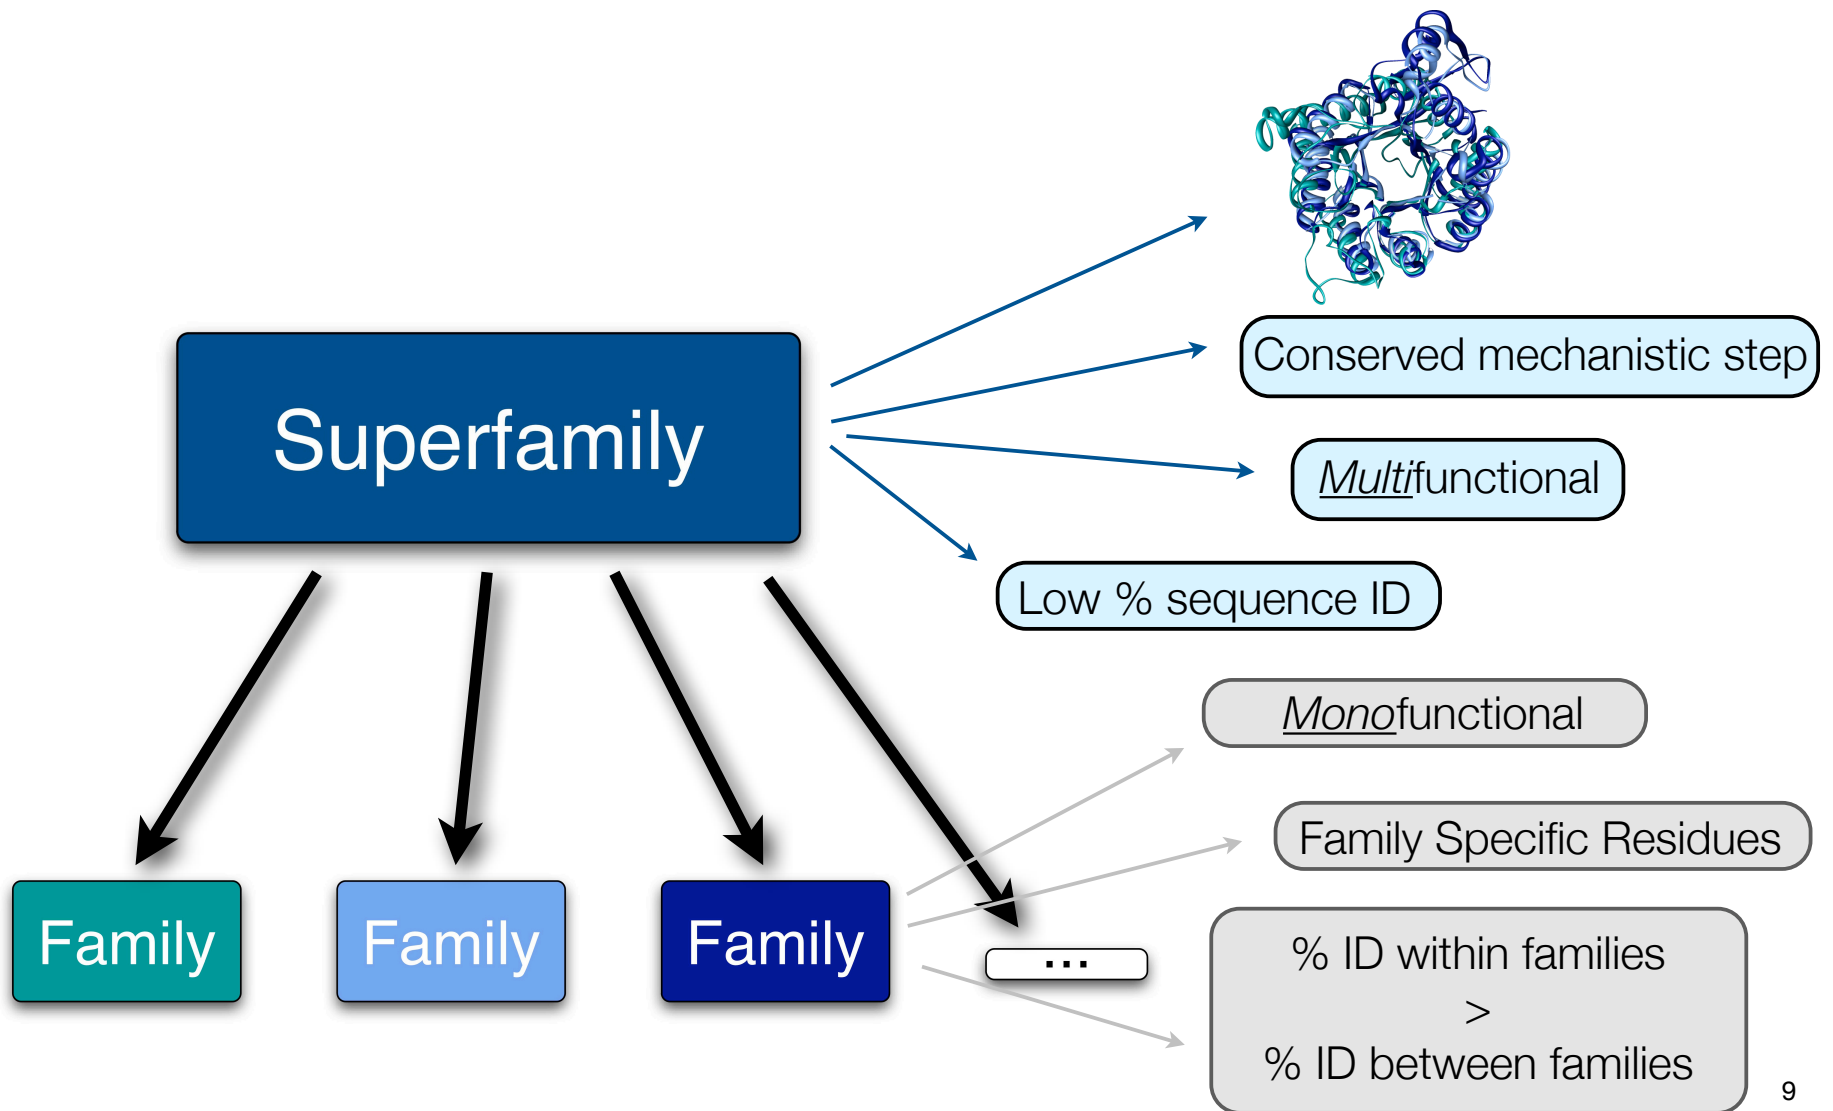 Superfamily
Conserved mechanistic step
Multifunctional
Low % sequence ID
Monofunctional
Family Specific Residues
% ID within families
>
% ID between families
Family
Family
Family
...
9